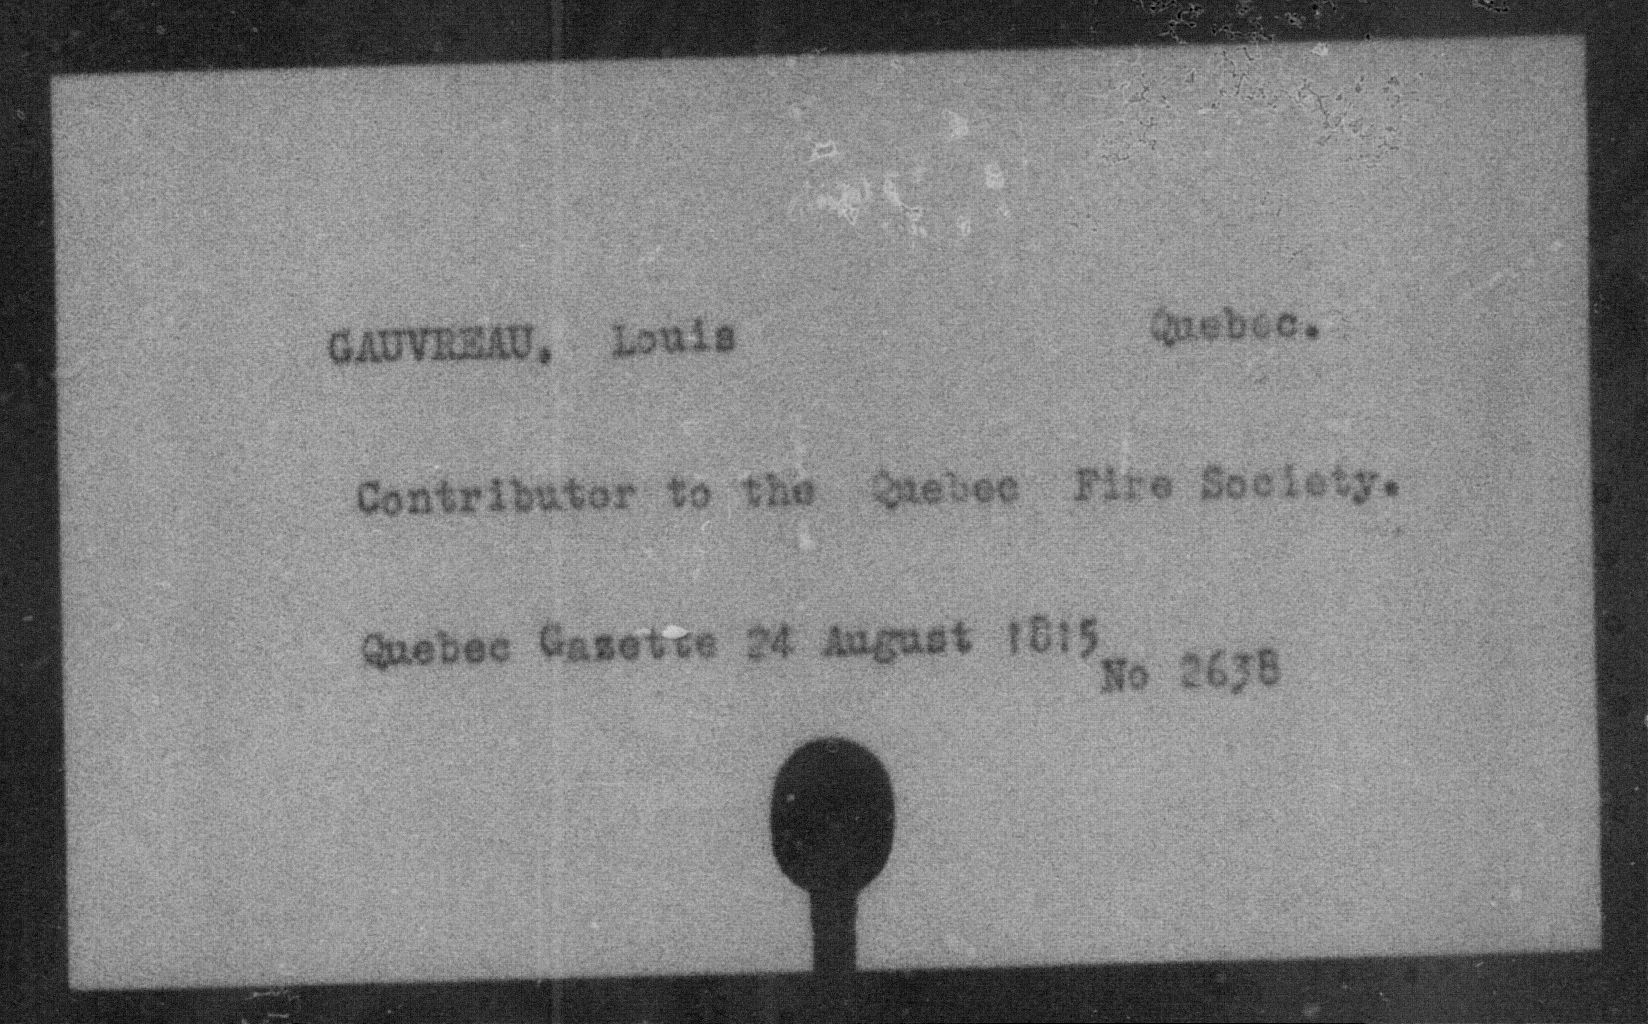 GAUVREAU, Louis Quebec.
Contributor to the Quebec Fire Society.
Quebec Gazette 24 August 1815
No 2638